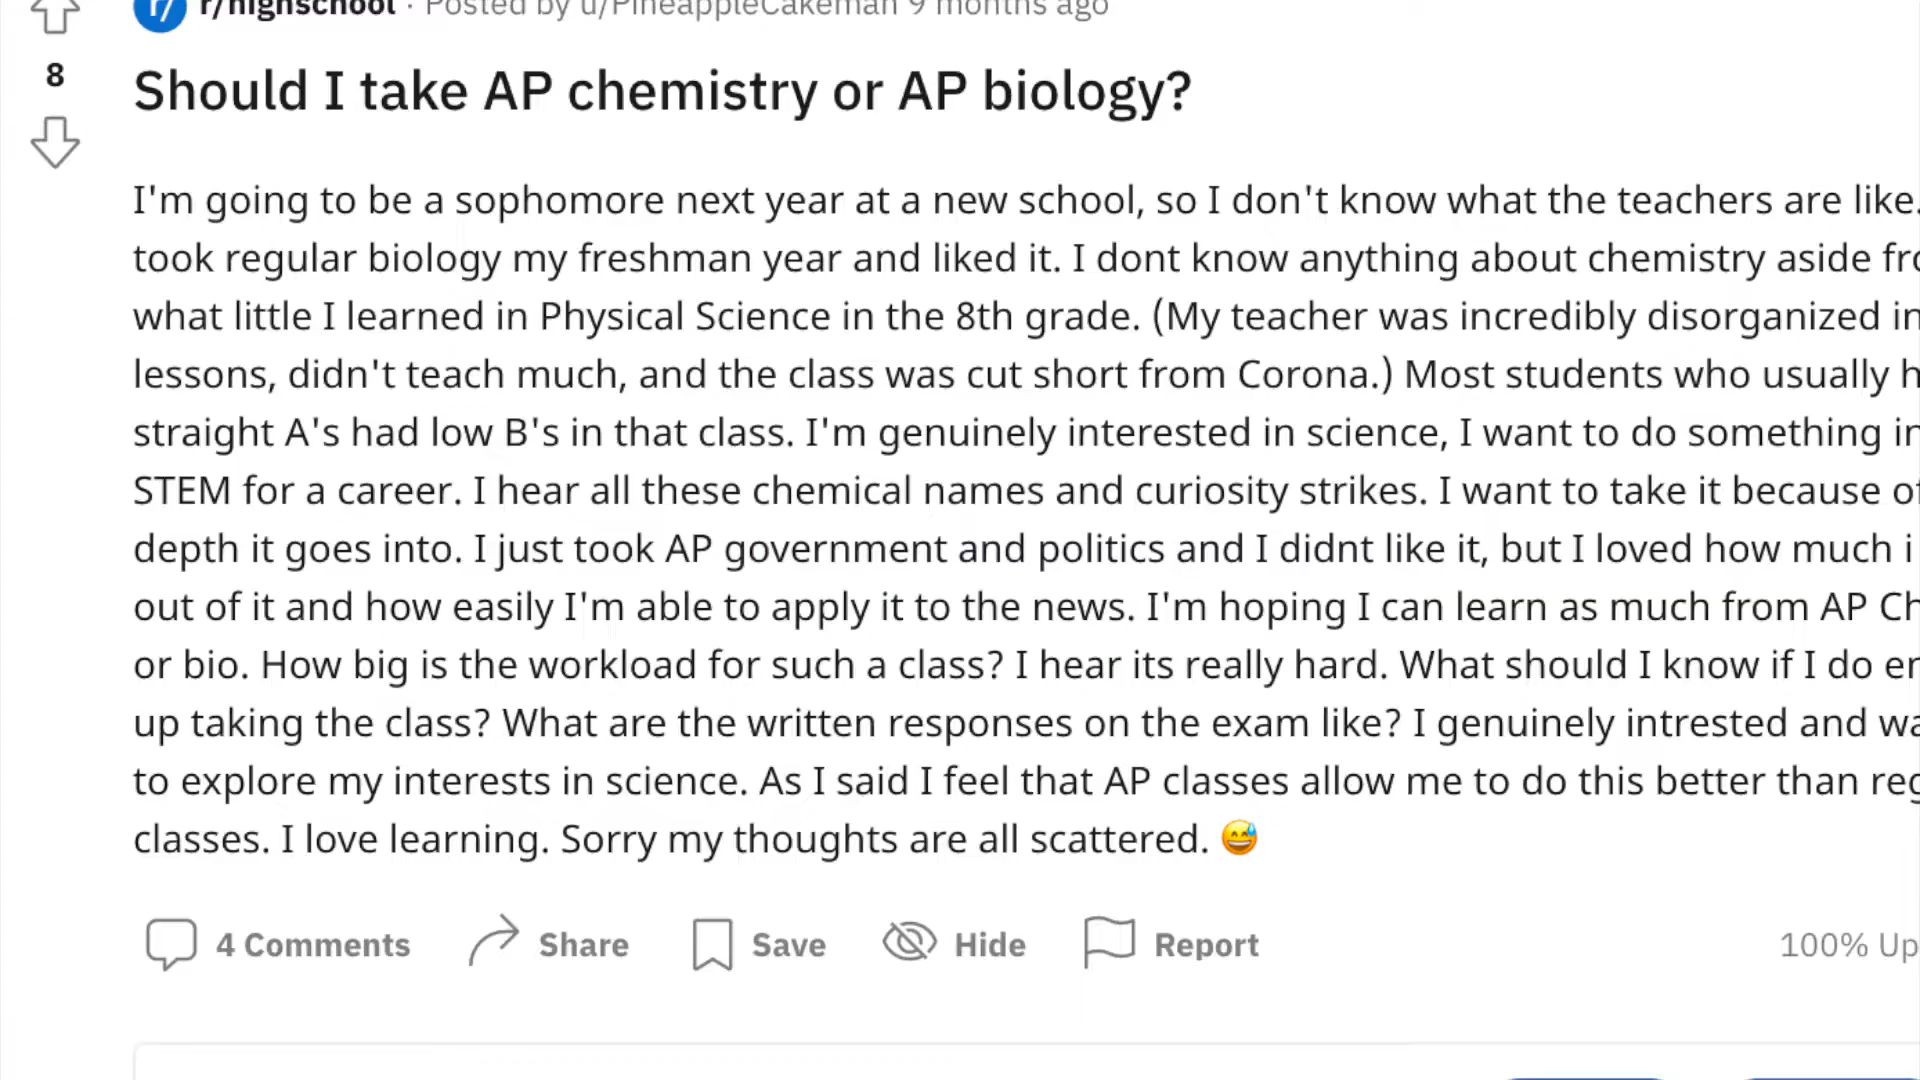 r/highschool · Posted by u/PineappleCakeman 9 months ago
8
Should I take AP chemistry or AP biology?
I'm going to be a sophomore next year at a new school, so I don't know what the teachers are like.
took regular biology my freshman year and liked it. I dont know anything about chemistry aside
what little I learned in Physical Science in the 8th grade. (My teacher was incredibly disorganized in
lessons, didn't teach much, and the class was cut short from Corona.) Most students who usually
straight A's had low B's in that class. I'm genuinely interested in science, I want to do something in
STEM for a career. I hear all these chemical names and curiosity strikes. I want to take it because of
depth it goes into. I just took AP government and politics and I didnt like it, but I loved how much i
out of it and how easily I'm able to apply it to the news. I'm hoping I can learn as much from AP
or bio. How big is the workload for such a class? I hear its really hard. What should I know if I do
up taking the class? What are the written responses on the exam like? I genuinely intrested and
to explore my interests in science. As I said I feel that AP classes allow me to do this better than
classes. I love learning. Sorry my thoughts are all scattered. 😅
4 Comments Share Save Hide Report 100% Up